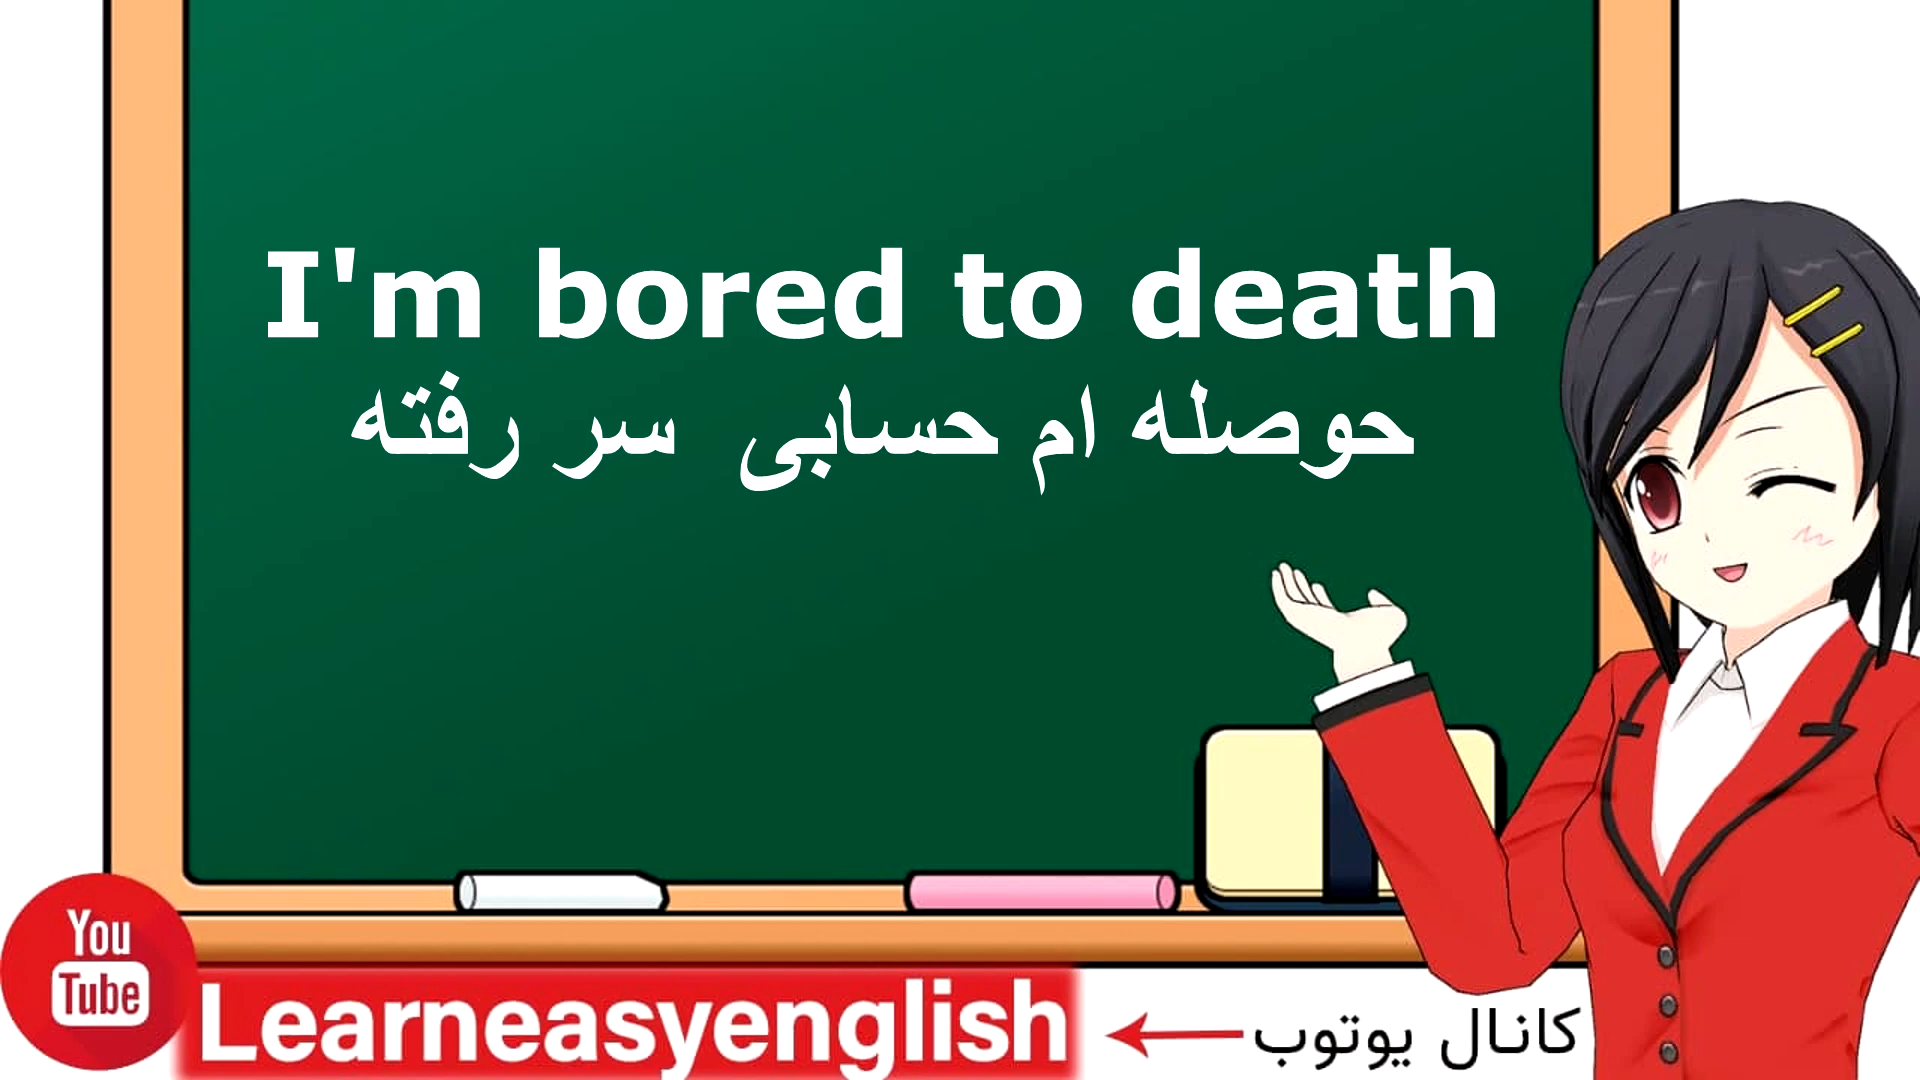 I'm bored to death
حوصله ام حسابی سر رفته
You
Tube
Learneasyenglish
کانال یوتوب